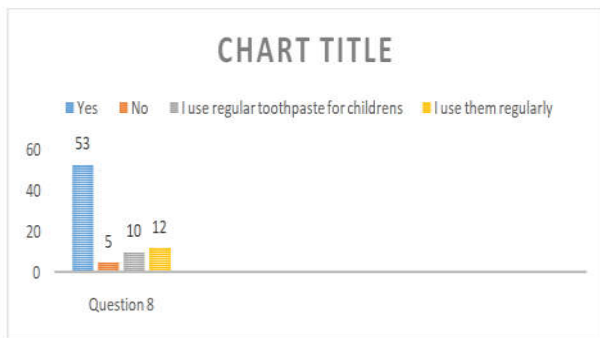 CHART TITLE
Yes No I use regular toothpaste for childrens I use them regularly
60
40
20
0
53
5
10
12
Question 8